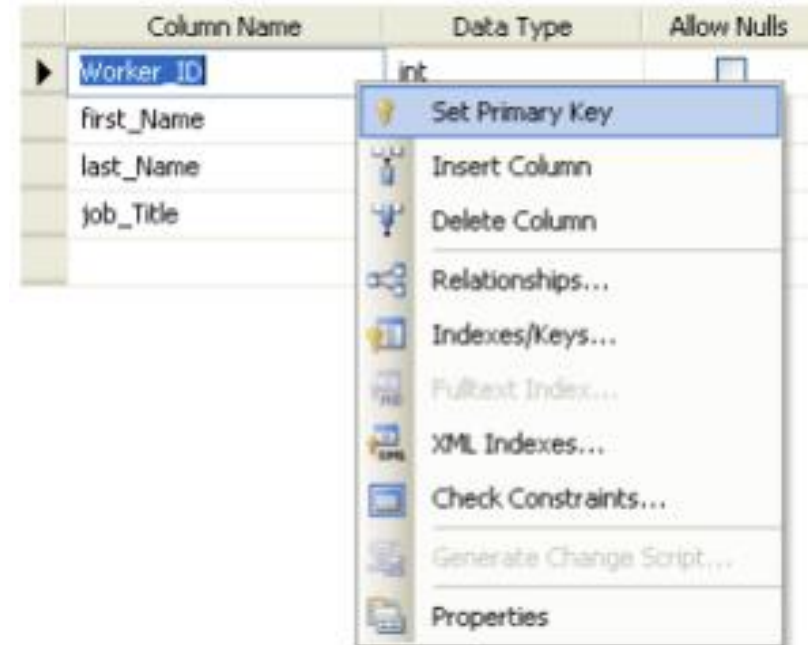 Column Name Data Type Allow Nulls
Worker_ID int
first_Name
last_Name
job_Title
Set Primary Key
Insert Column
Delete Column
Relationships...
Indexes/Keys...
Fulltext Index...
XML Indexes...
Check Constraints...
Generate Change Script...
Properties